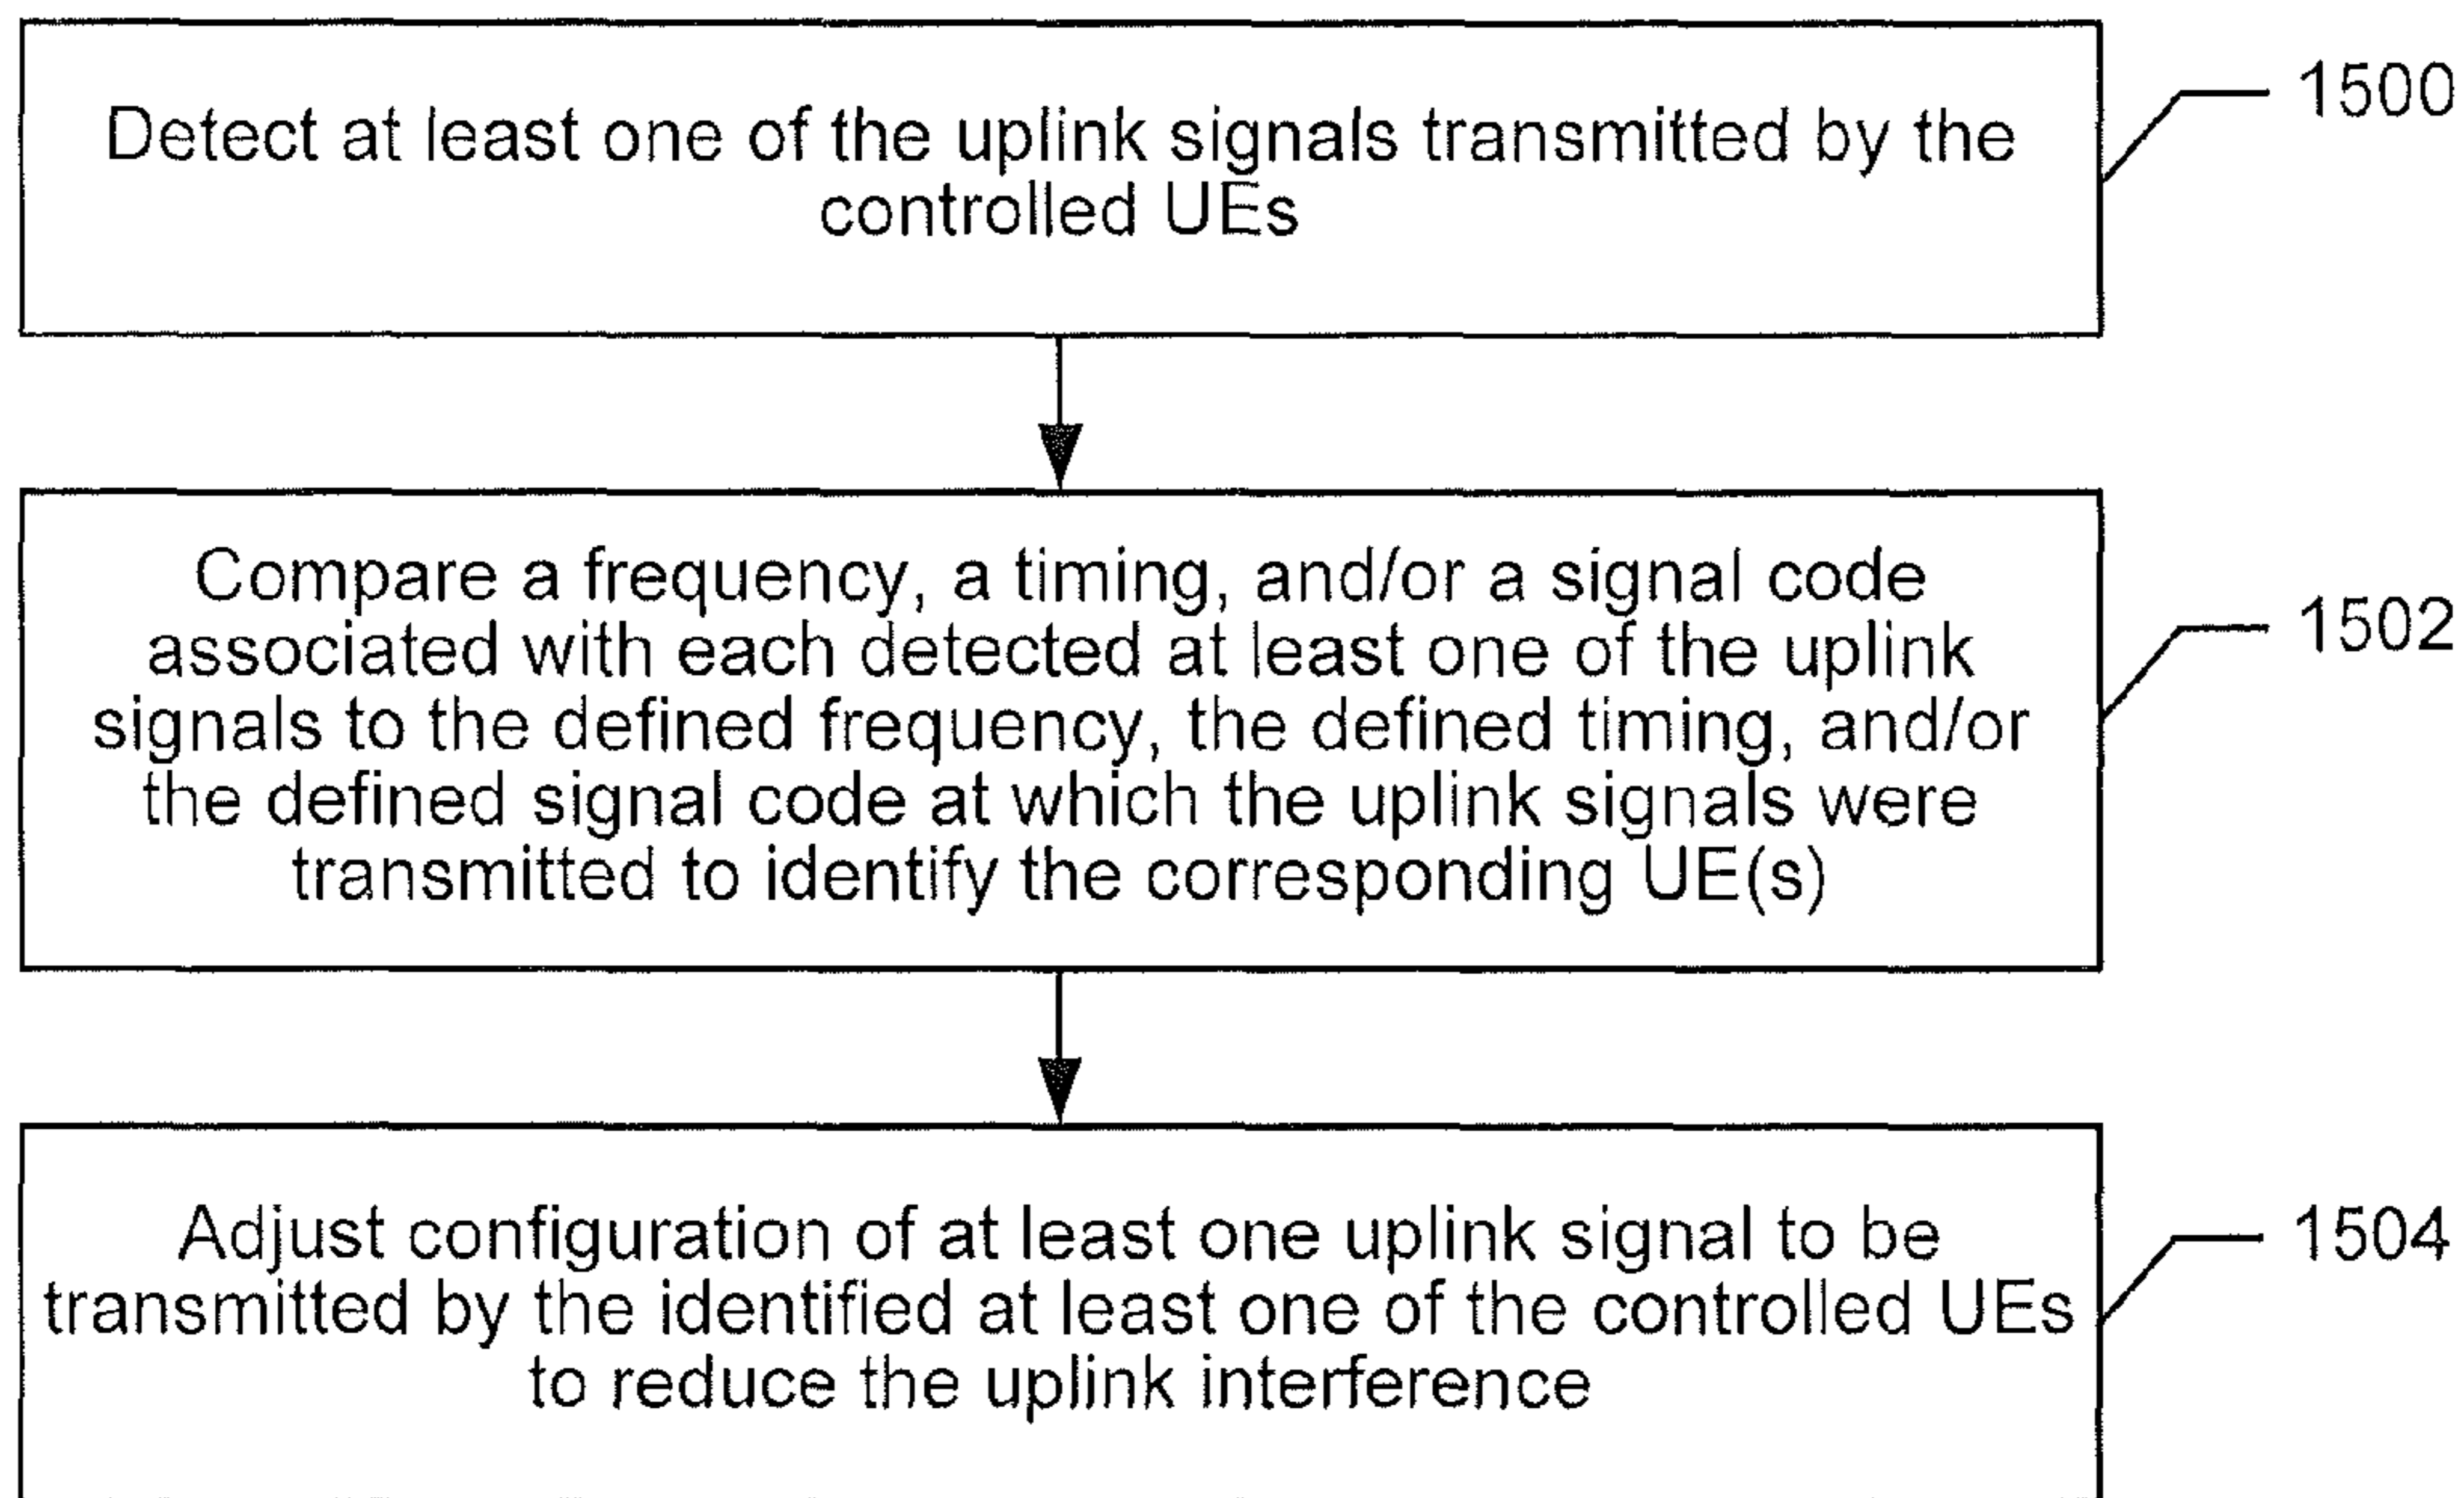 Detect at least one of the uplink signals transmitted by the
controlled UEs
1500
Compare a frequency, a timing, and/or a signal code
associated with each detected at least one of the uplink
signals to the defined frequency, the defined timing, and/or
the defined signal code at which the uplink signals were
transmitted to identify the corresponding UE(s)
1502
Adjust configuration of at least one uplink signal to be
transmitted by the identified at least one of the controlled UEs
to reduce the uplink interference
1504